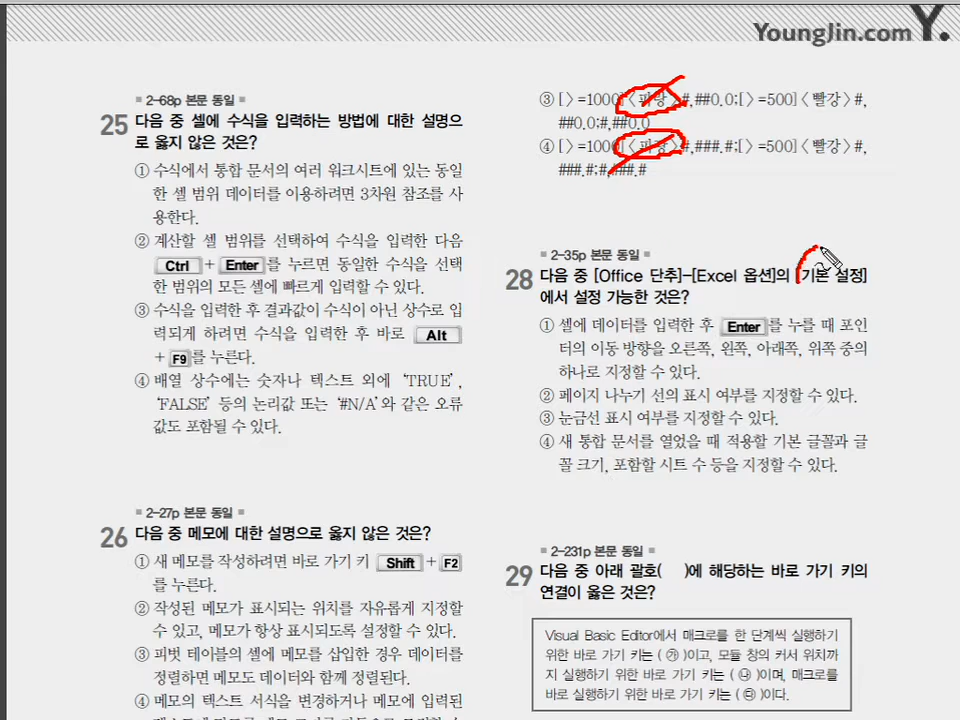 YoungJin.com Y.
2-68p 본문 동일
25 다음 중 셀에 수식을 입력하는 방법에 대한 설명으
로 옳지 않은 것은?
① 수식에서 통합 문서의 여러 워크시트에 있는 동일
한 셀 범위 데이터를 이용하려면 3차원 참조를 사
용한다.
② 계산할 셀 범위를 선택하여 수식을 입력한 다음
Ctrl + Enter 를 누르면 동일한 수식을 선택
한 범위의 모든 셀에 빠르게 입력할 수 있다.
③ 수식을 입력한 후 결과값이 수식이 아닌 상수로 입
력되게 하려면 수식을 입력한 후 바로 Alt
+ F9 를 누른다.
④ 배열 상수에는 숫자나 텍스트 외에 ‘TRUE’,
‘FALSE’ 등의 논리값 또는 ‘#N/A’와 같은 오류
값도 포함될 수 있다.
2-27p 본문 동일
26 다음 중 메모에 대한 설명으로 옳지 않은 것은?
① 새 메모를 작성하려면 바로 가기 키 Shift + F2
를 누른다.
② 작성된 메모가 표시되는 위치를 자유롭게 지정할
수 있고, 메모가 항상 표시되도록 설정할 수 있다.
③ 피벗 테이블의 셀에 메모를 삽입한 경우 데이터를
정렬하면 메모도 데이터와 함께 정렬된다.
④ 메모의 텍스트 서식을 변경하거나 메모에 입력된
③ [〉=1000]〈파랑〉#,##0.0;[〉=500]〈빨강〉#,
##0.0;#,##0.0
④ [〉=1000]〈파랑〉#,###.#;[〉=500]〈빨강〉#,
###.#;#,###.#
2-35p 본문 동일
28 다음 중 [Office 단추]-[Excel 옵션]의 [기본 설정]
에서 설정 가능한 것은?
① 셀에 데이터를 입력한 후 Enter 를 누를 때 포인
터의 이동 방향을 오른쪽, 왼쪽, 아래쪽, 위쪽 중의
하나로 지정할 수 있다.
② 페이지 나누기 선의 표시 여부를 지정할 수 있다.
③ 눈금선 표시 여부를 지정할 수 있다.
④ 새 통합 문서를 열었을 때 적용할 기본 글꼴과 글
꼴 크기, 포함할 시트 수 등을 지정할 수 있다.
2-231p 본문 동일
29 다음 중 아래 괄호( )에 해당하는 바로 가기 키의
연결이 옳은 것은?
Visual Basic Editor에서 매크로를 한 단계씩 실행하기
위한 바로 가기 키는 ( ㉮ )이고, 모듈 창의 커서 위치까
지 실행하기 위한 바로 가기 키는 ( ㉯ )이며, 매크로를
바로 실행하기 위한 바로 가기 키는 ( ㉰ )이다.